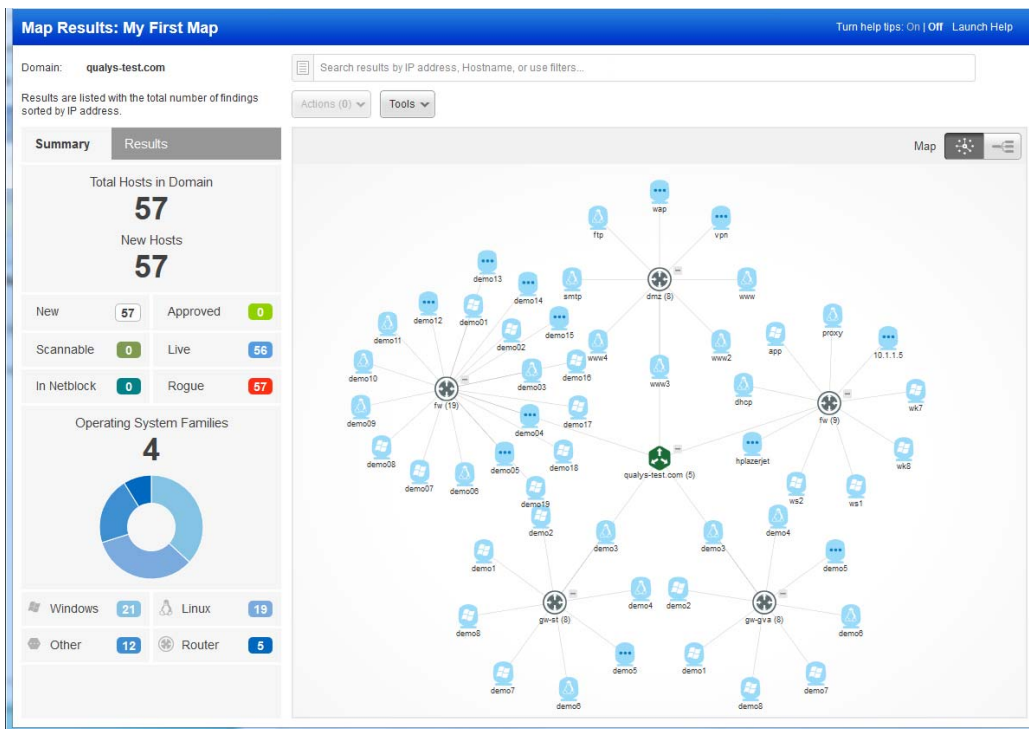 Map Results: My First Map
Turn help tips: On | Off Launch Help
Domain: qualys-test.com
Search results by IP address, Hostname, or use filters...
Results are listed with the total number of findings
sorted by IP address.
Actions (0)
Tools
Summary
Results
Map
Total Hosts in Domain
57
New Hosts
57
New 57
Approved 0
Scannable 0
Live 56
In Netblock 0
Rogue 57
Operating System Families
4
Windows 21
Linux 19
Other 12
Router 5
wap
ftp
vpn
smtp
dmz (8)
www
www4
www3
www2
demo13
demo14
demo12
demo01
demo15
demo11
demo02
demo10
demo03
demo16
fw (19)
demo09
demo04
demo17
demo08
demo05
demo18
demo07
demo06
demo19
proxy
app
10.1.1.5
dhcp
fw (9)
wk7
hplazerjet
wk8
ws2
ws1
qualys-test.com (5)
demo2
demo3
demo1
gw-st (8)
demo4
demo8
demo5
demo7
demo6
demo4
demo3
demo5
demo2
gw-gva (8)
demo6
demo1
demo7
demo8